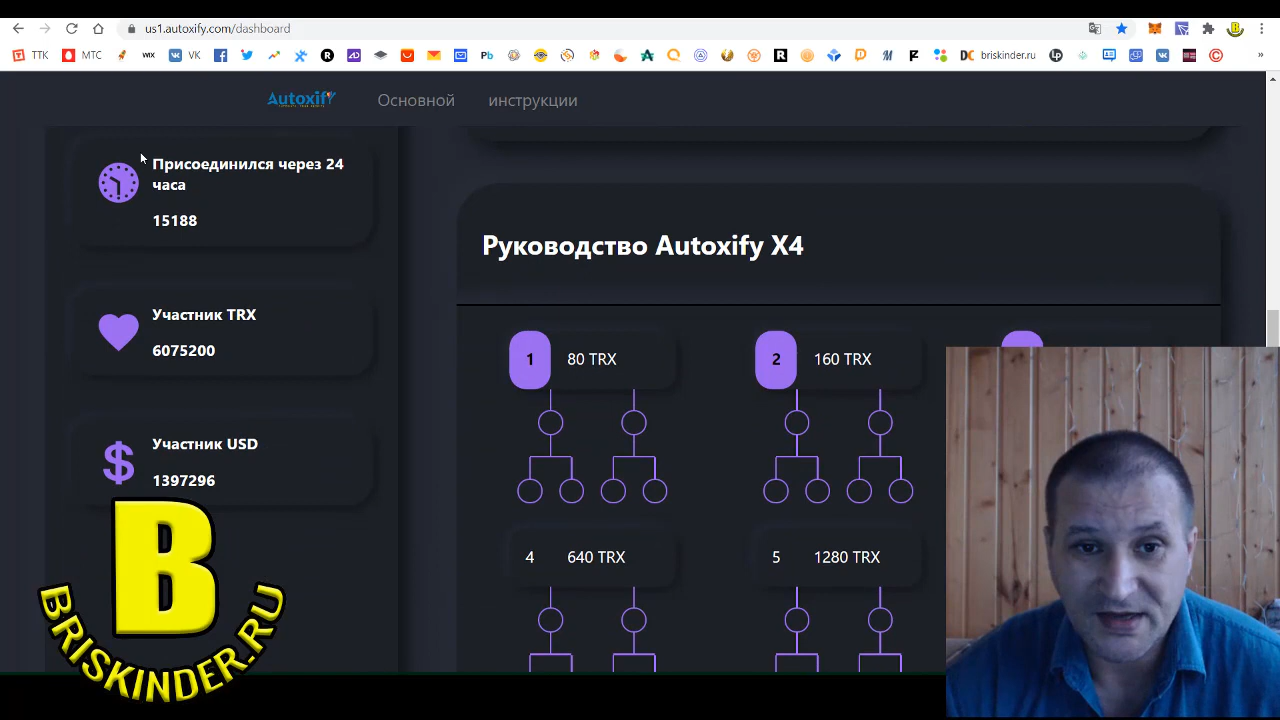 us1.autoxify.com/dashboard
ТТК МТС WIX VK Pb briskinder.ru
Autoxify Основной инструкции
Присоединился через 24
часа
15188
Участник TRX
6075200
Участник USD
1397296
Руководство Autoxify X4
1 80 TRX 2 160 TRX
4 640 TRX 5 1280 TRX
B
BRISKINDER.RU